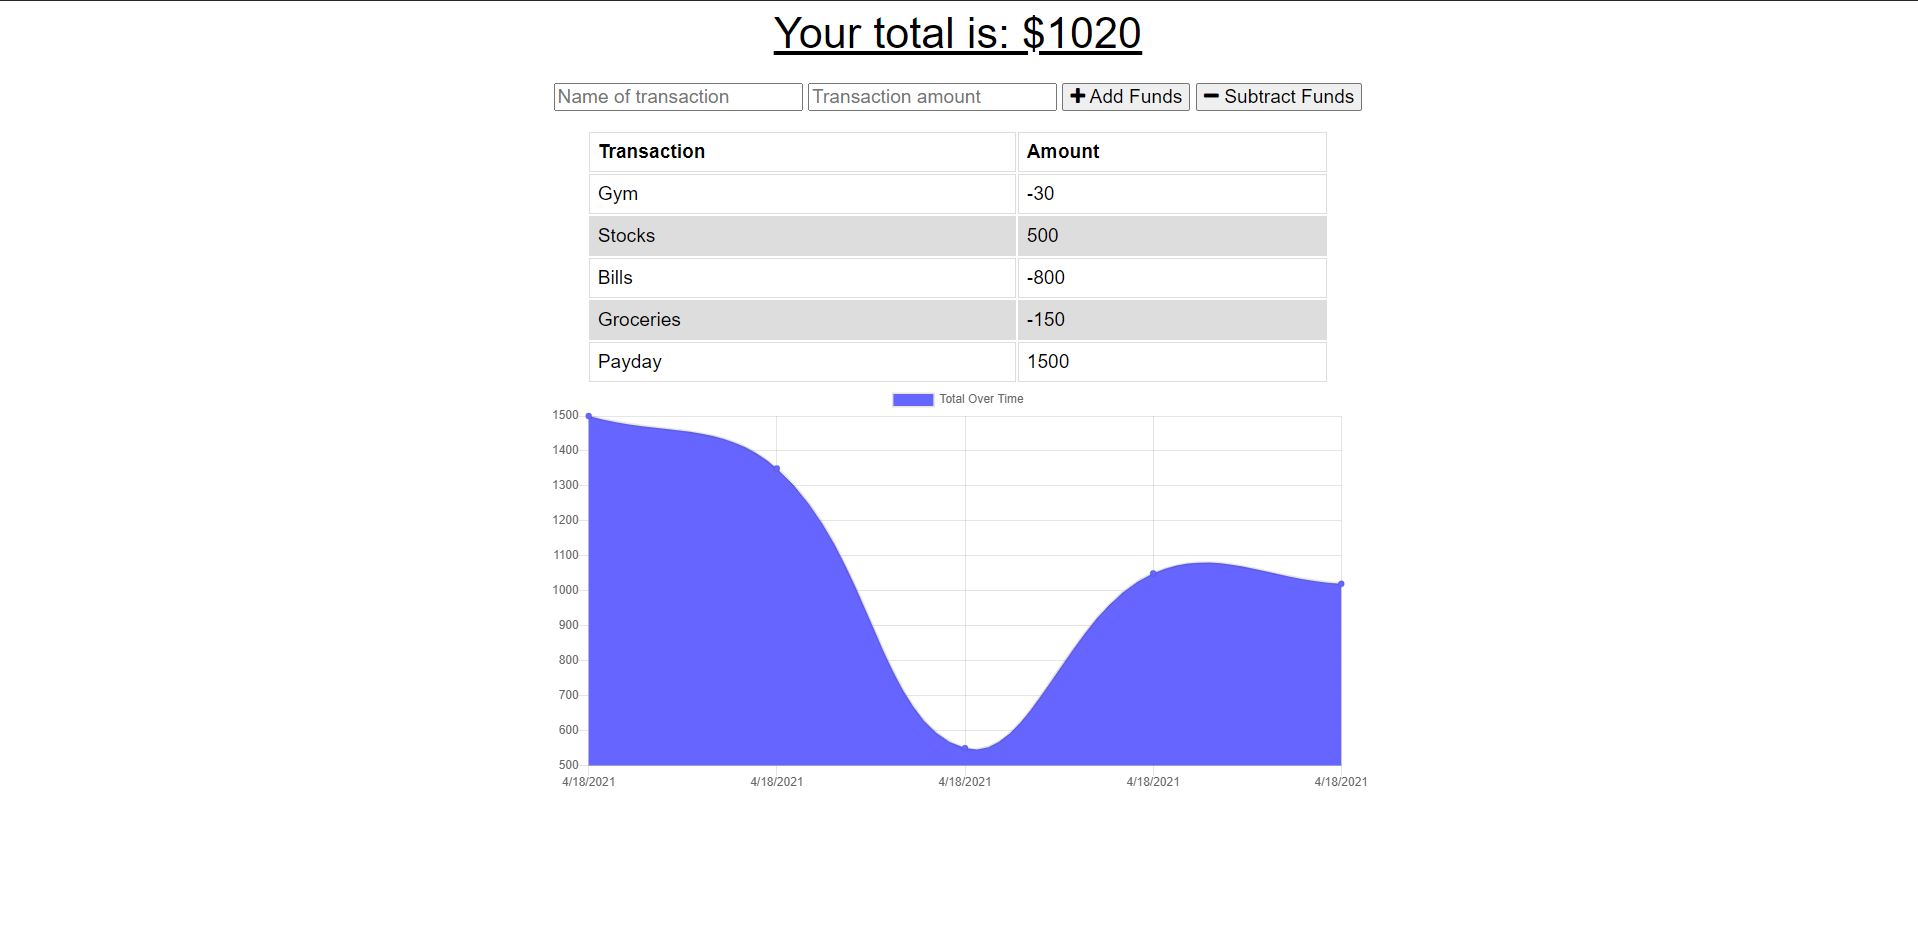 Your total is: $1020
Name of transaction Transaction amount Add Funds Subtract Funds
Transaction Amount
Gym -30
Stocks 500
Bills -800
Groceries -150
Payday 1500
Total Over Time
1500
1400
1300
1200
1100
1000
900
800
700
600
500
4/18/2021 4/18/2021 4/18/2021 4/18/2021 4/18/2021